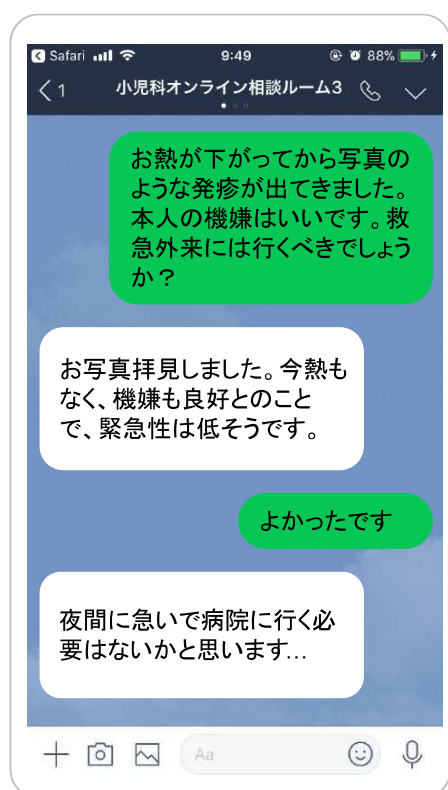 Safari 9:49 88%
1 小児科オンライン相談ルーム3
お熱が下がってから写真の
ような発疹が出てきました。
本人の機嫌はいいです。救
急外来には行くべきでしょう
か？
お写真拝見しました。今熱も
なく、機嫌も良好とのこと
で、緊急性は低そうです。
よかったです
夜間に急いで病院に行く必
要はないかと思います…
Aa